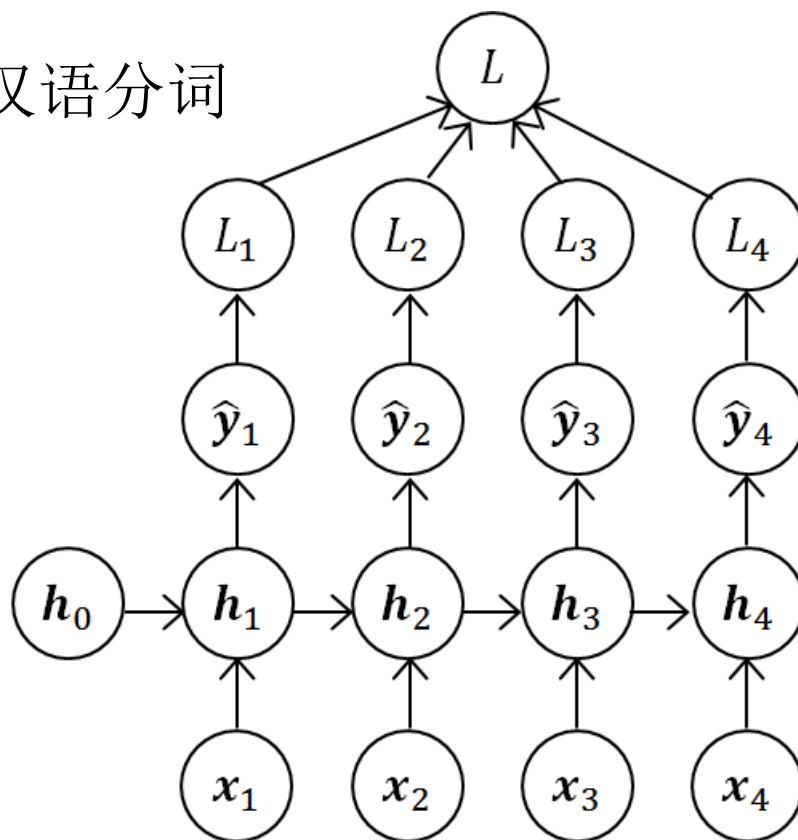 L
汉语分词
L₁ L₂ L₃ L₄
ŷ₁ ŷ₂ ŷ₃ ŷ₄
h₀ h₁ h₂ h₃ h₄
x₁ x₂ x₃ x₄